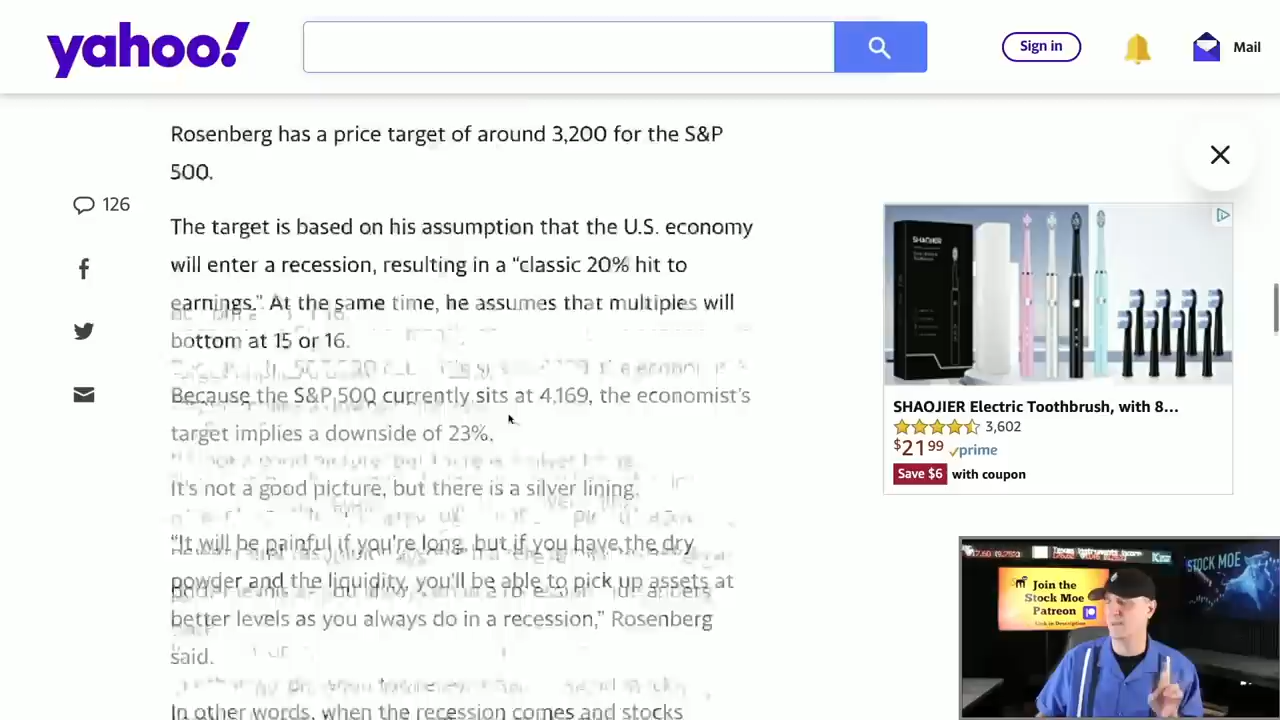 yahoo!
Sign in
Mail
Rosenberg has a price target of around 3,200 for the S&P
500.
126
The target is based on his assumption that the U.S. economy
will enter a recession, resulting in a “classic 20% hit to
earnings.” At the same time, he assumes that multiples will
bottom at 15 or 16.
Because the S&P 500 currently sits at 4,169, the economist’s
target implies a downside of 23%.
It’s not a good picture, but there is a silver lining.
“It will be painful if you’re long, but if you have the dry
powder and the liquidity, you’ll be able to pick up assets at
better levels as you always do in a recession,” Rosenberg
said.
In other words, when the recession comes and stocks
SHAOJIER
SHAOJIER Electric Toothbrush, with 8...
3,602
$21.99
prime
Save $6 with coupon
Join the
Stock Moe
Patreon
Link in Description
STOCK MOE